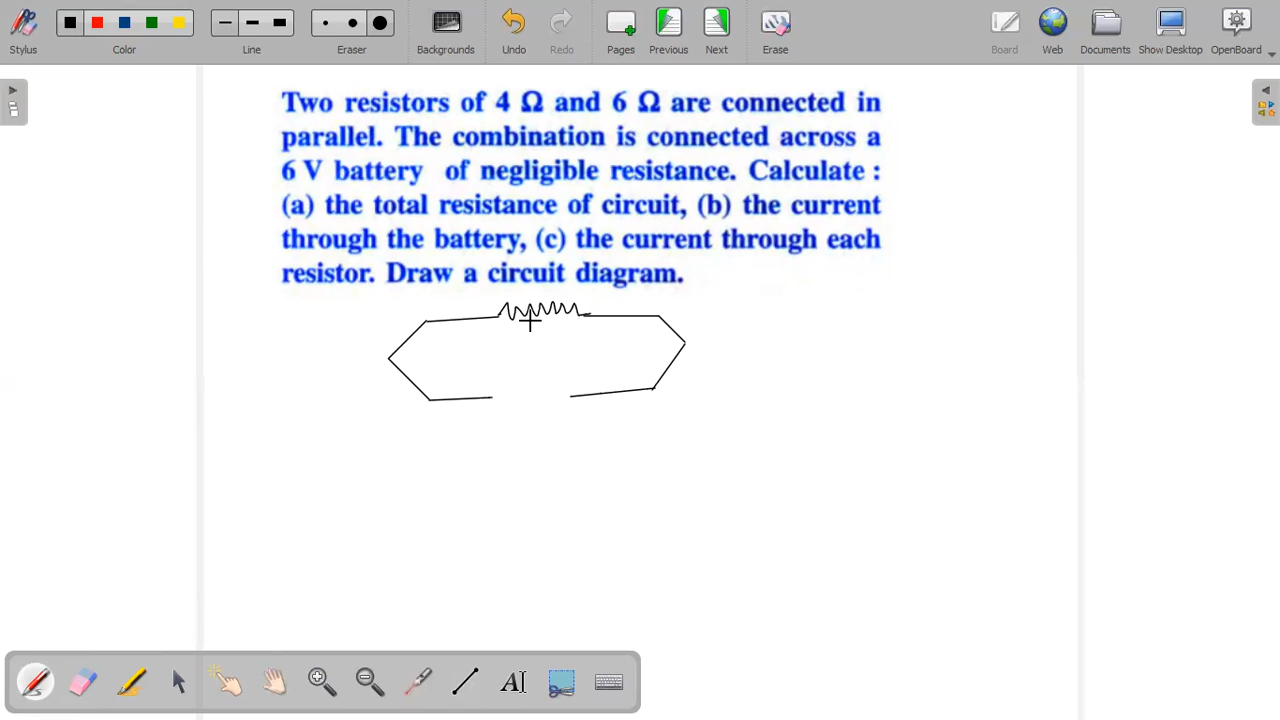 Stylus
Color
Line
Eraser
Backgrounds
Undo
Redo
Pages
Previous
Next
Erase
Board
Web
Documents
Show Desktop
OpenBoard
Two resistors of 4 Ω and 6 Ω are connected in
parallel. The combination is connected across a
6 V battery of negligible resistance. Calculate :
(a) the total resistance of circuit, (b) the current
through the battery, (c) the current through each
resistor. Draw a circuit diagram.